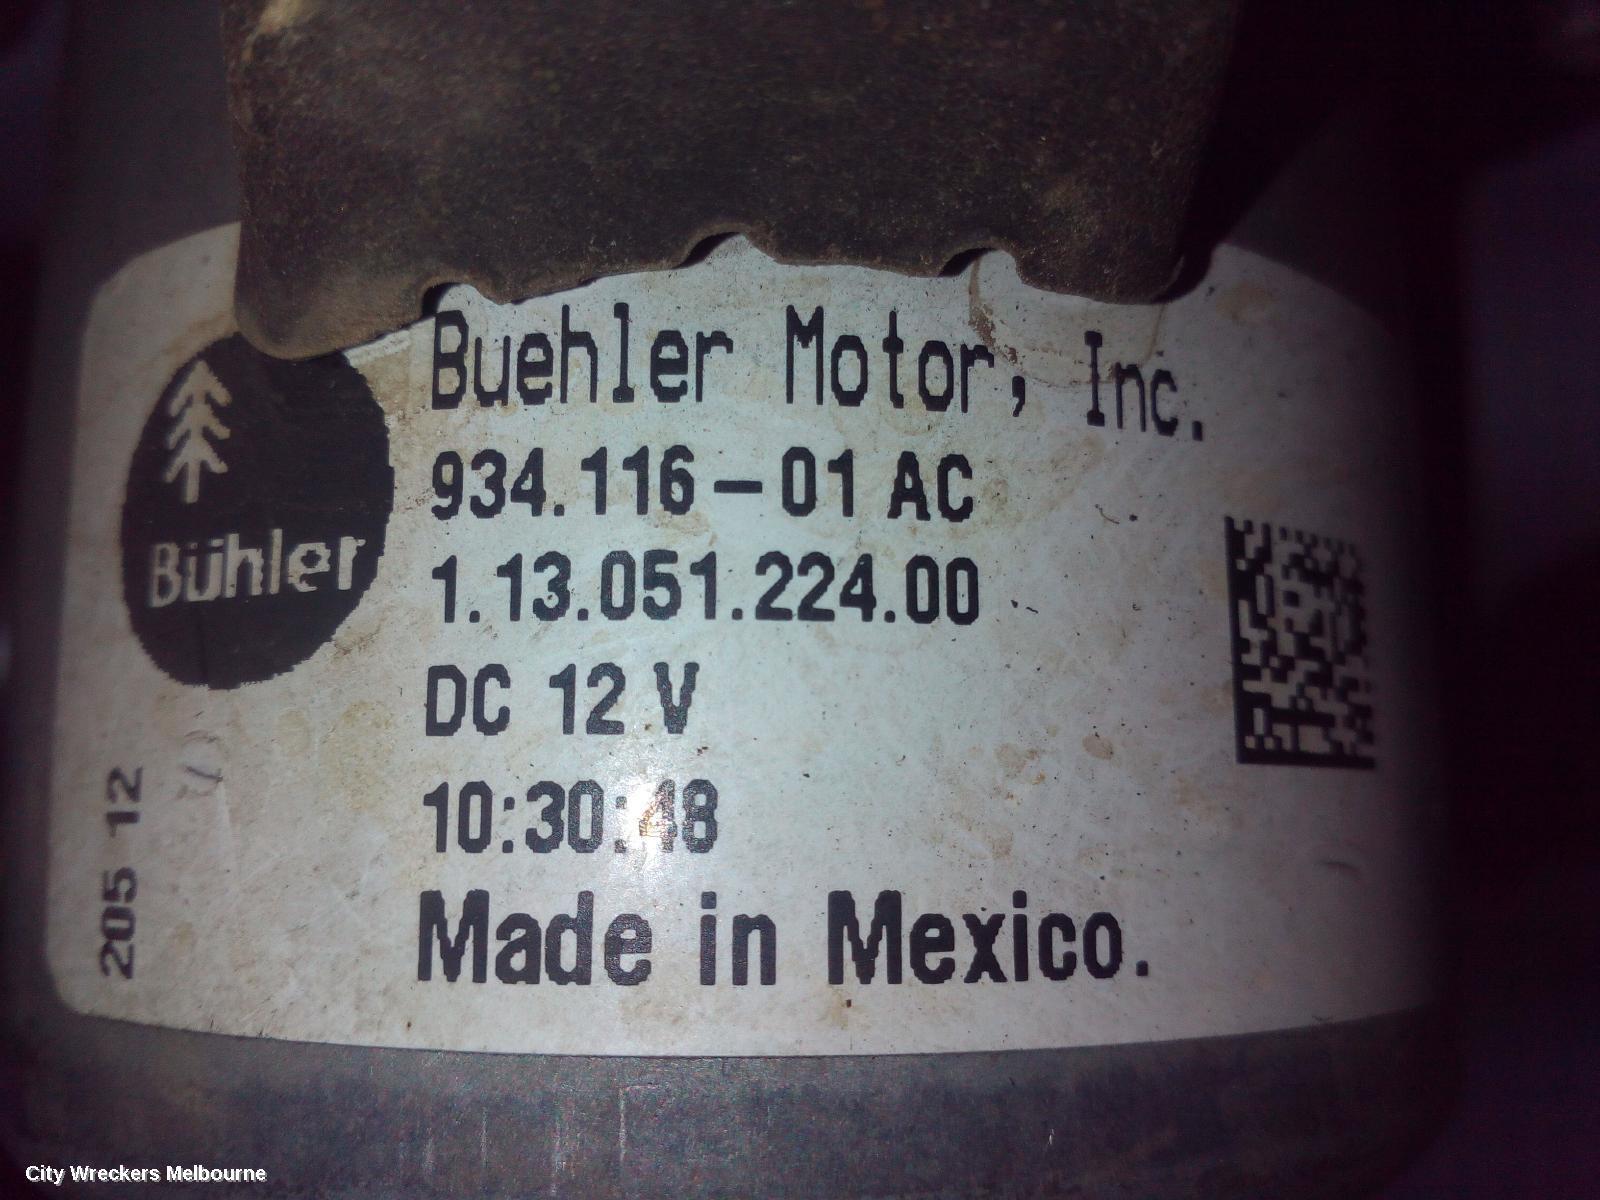 Buehler Motor, Inc.
934.116-01 AC
1.13.051.224.00
DC 12 V
10:30:48
Made in Mexico.
Bühler
205 12
City Wreckers Melbourne